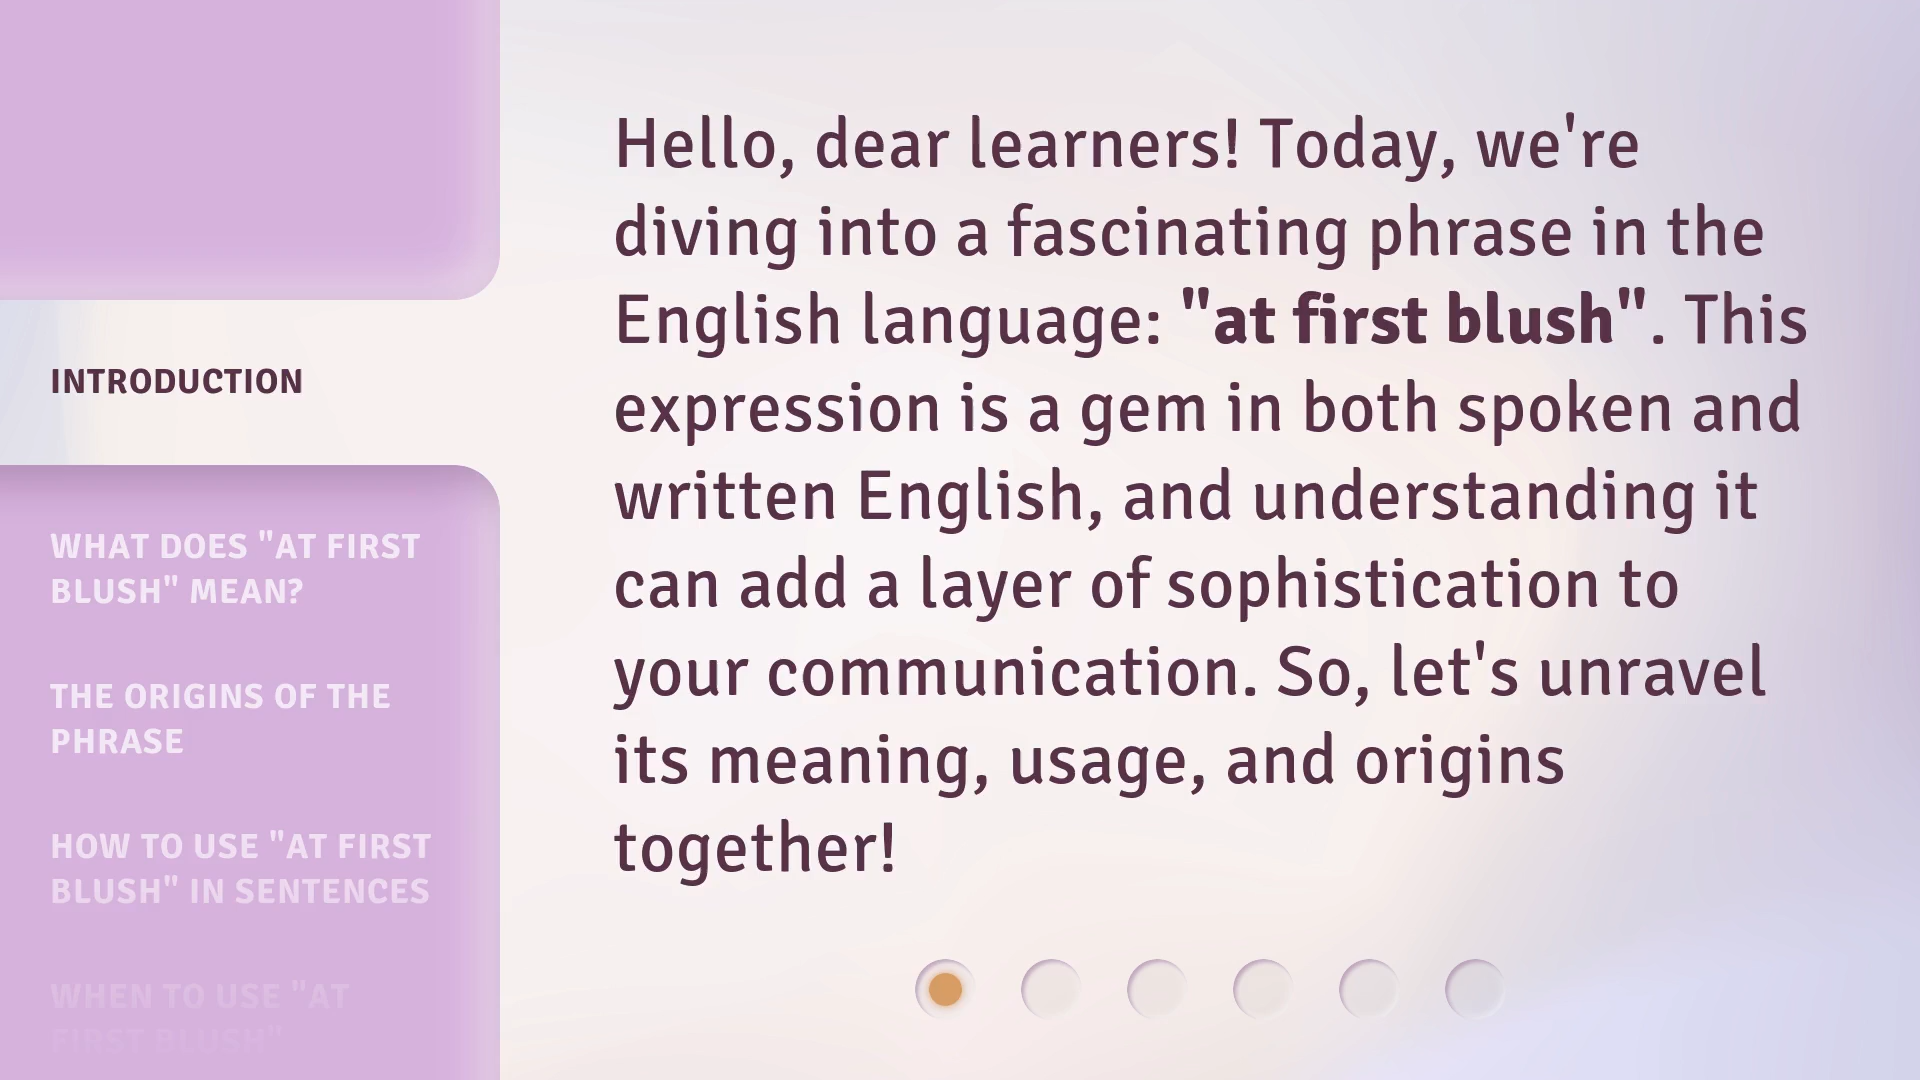 INTRODUCTION
WHAT DOES "AT FIRST
BLUSH" MEAN?
THE ORIGINS OF THE
PHRASE
HOW TO USE "AT FIRST
BLUSH" IN SENTENCES
WHEN TO USE "AT
FIRST BLUSH"
Hello, dear learners! Today, we're
diving into a fascinating phrase in the
English language: "at first blush". This
expression is a gem in both spoken and
written English, and understanding it
can add a layer of sophistication to
your communication. So, let's unravel
its meaning, usage, and origins
together!